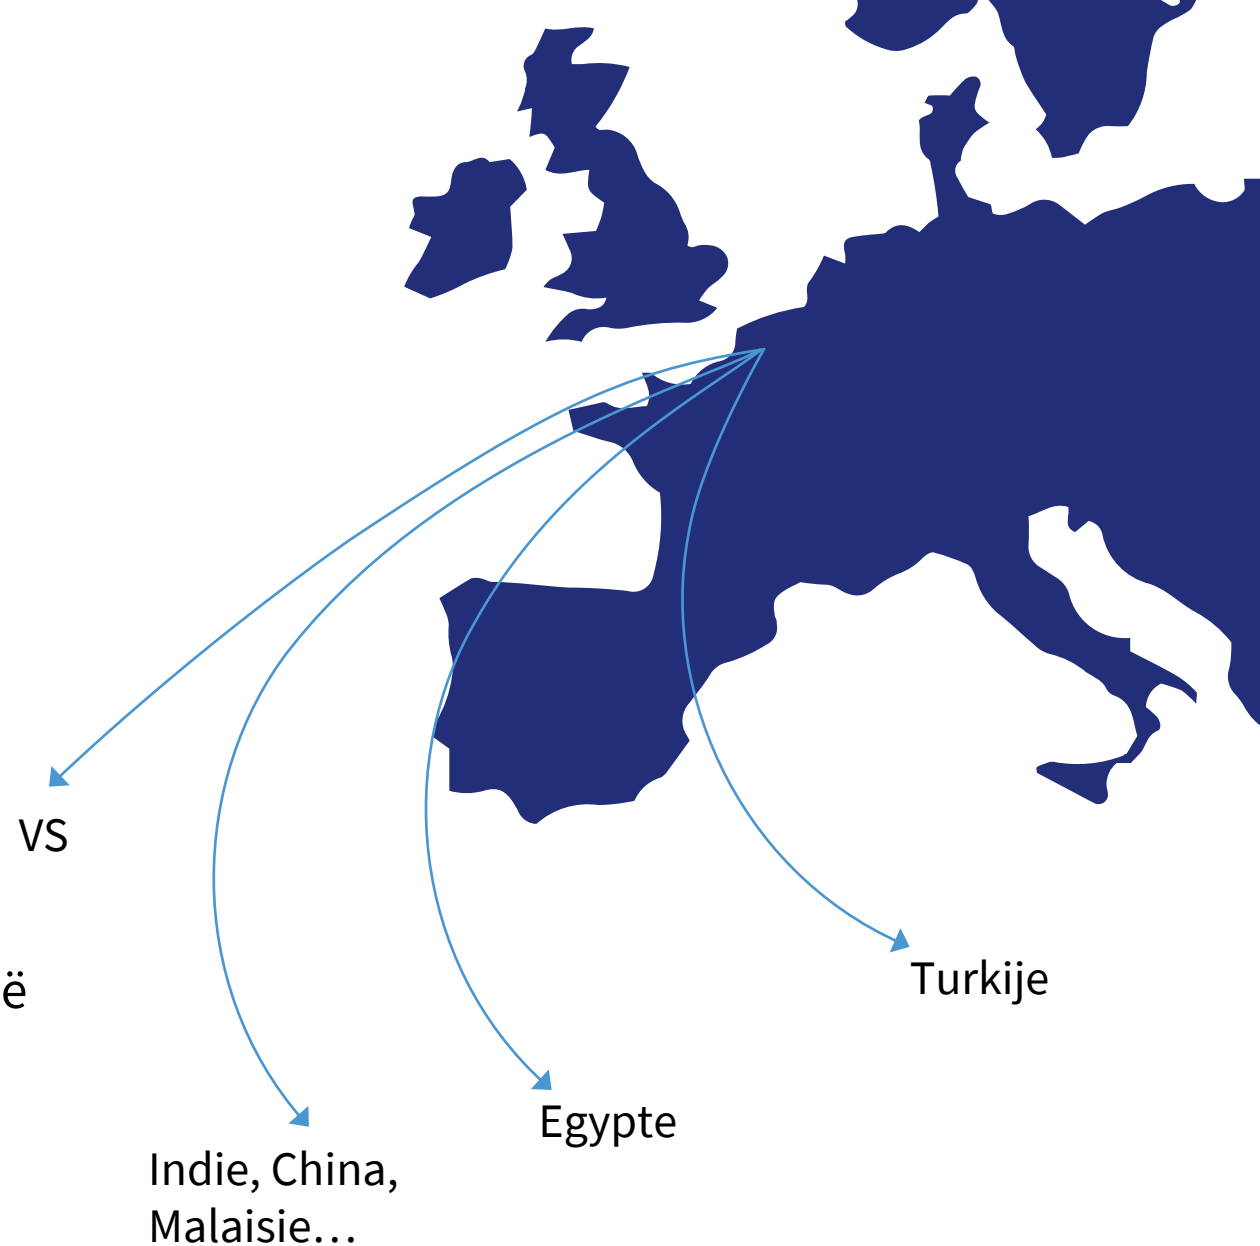 VS
ë
Turkije
Egypte
Indie, China,
Malaisie…